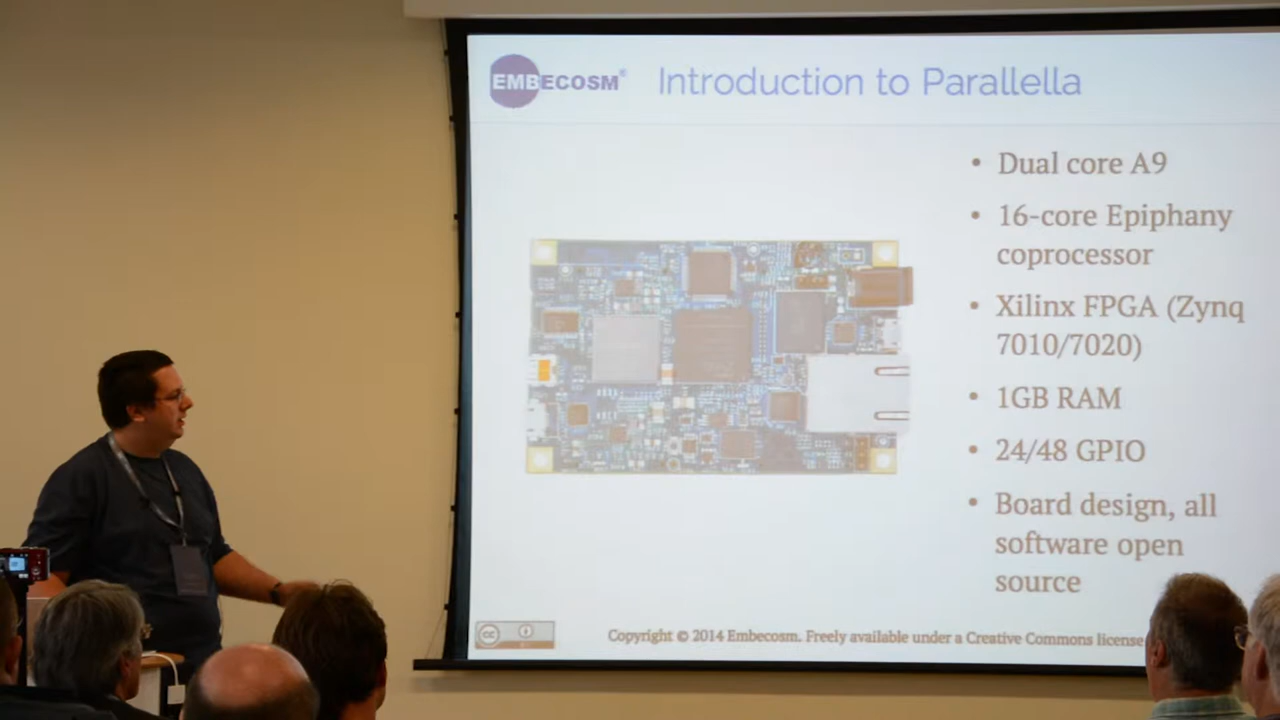 EMBECOSM®
Introduction to Parallella
• Dual core A9
• 16-core Epiphany
coprocessor
• Xilinx FPGA (Zynq
7010/7020)
• 1GB RAM
• 24/48 GPIO
• Board design, all
software open
source
cc
Copyright © 2014 Embecosm. Freely available under a Creative Commons license